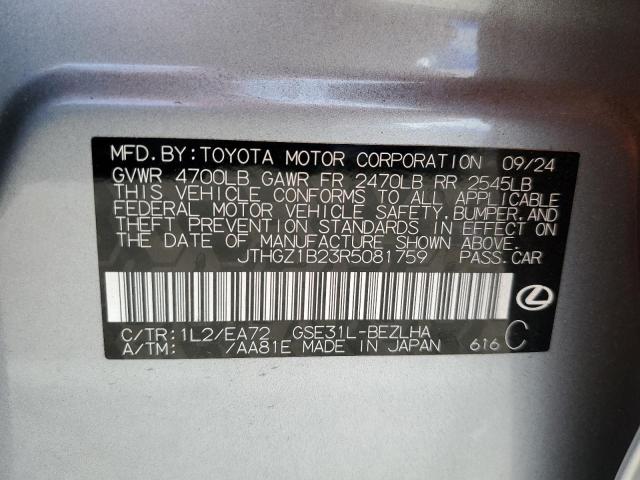 MFD. BY: TOYOTA MOTOR CORPORATION 09/24
GVWR 4700LB GAWR FR 2470LB RR 2545LB
THIS VEHICLE CONFORMS TO ALL APPLICABLE
FEDERAL MOTOR VEHICLE SAFETY, BUMPER, AND
THEFT PREVENTION STANDARDS IN EFFECT ON
THE DATE OF MANUFACTURE SHOWN ABOVE.
JTHGZ1B23R5081759 PASS. CAR
C/TR: 1L2/EA72 GSE31L-BEZLHA
A/TM: /AA81E MADE IN JAPAN 616 C